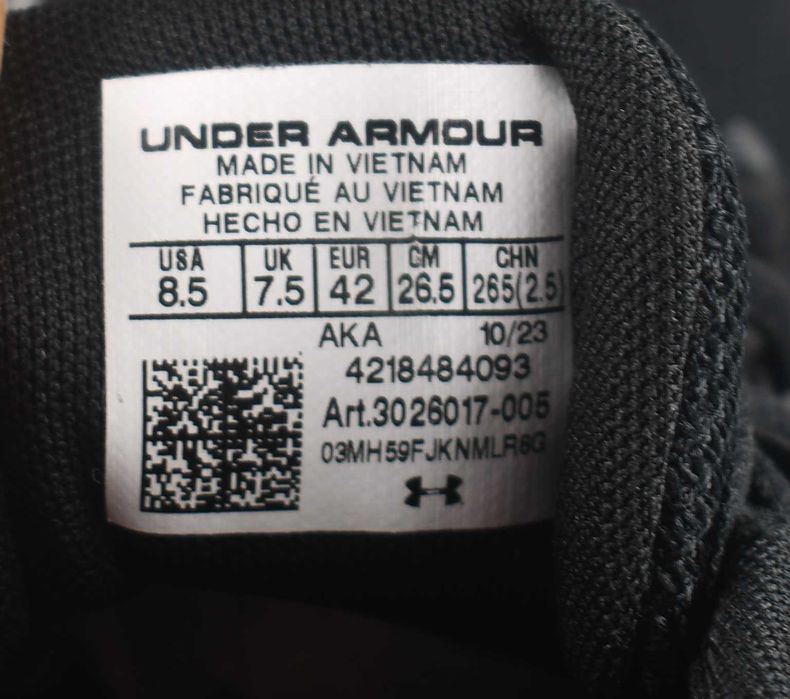 UNDER ARMOUR
MADE IN VIETNAM
FABRIQUÉ AU VIETNAM
HECHO EN VIETNAM
USA UK EUR CM CHN
8.5 7.5 42 26.5 265(2.5)
AKA 10/23
4218484093
Art.3026017-005
03MH59FJKNMLR6G